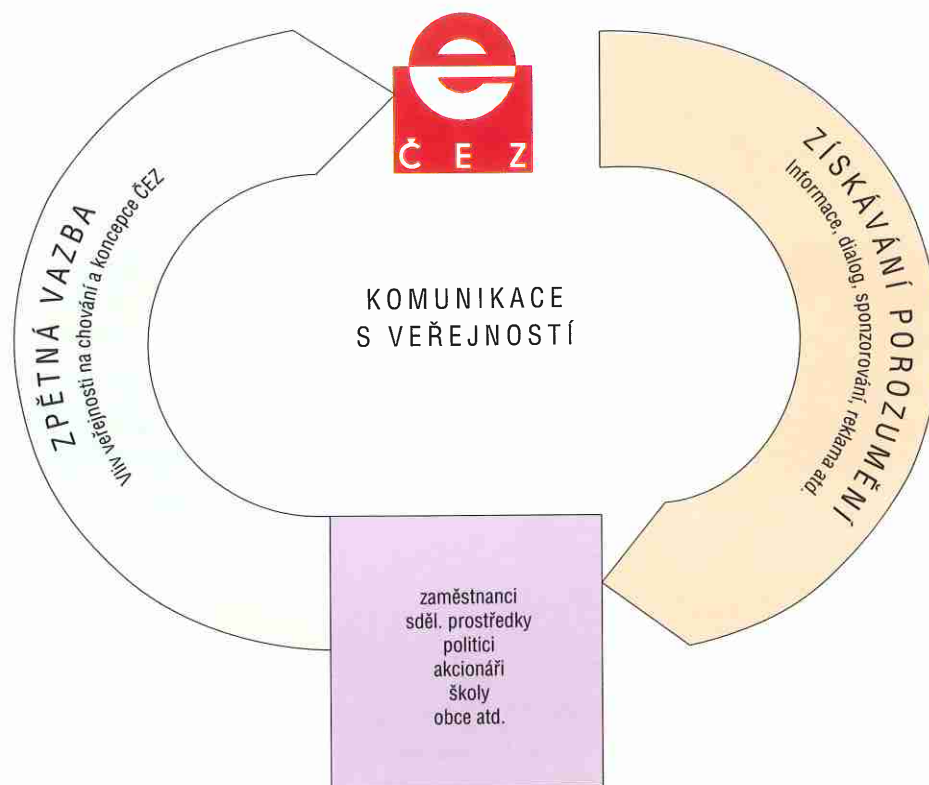 ČEZ
ZÍSKÁVÁNÍ POROZUMĚNÍ
Informace, dialog, sponzorování, reklama atd.
ZPĚTNÁ VAZBA
Vliv veřejnosti na chování a koncepce ČEZ
KOMUNIKACE
S VEŘEJNOSTÍ
zaměstnanci
sděl. prostředky
politici
akcionáři
školy
obce atd.